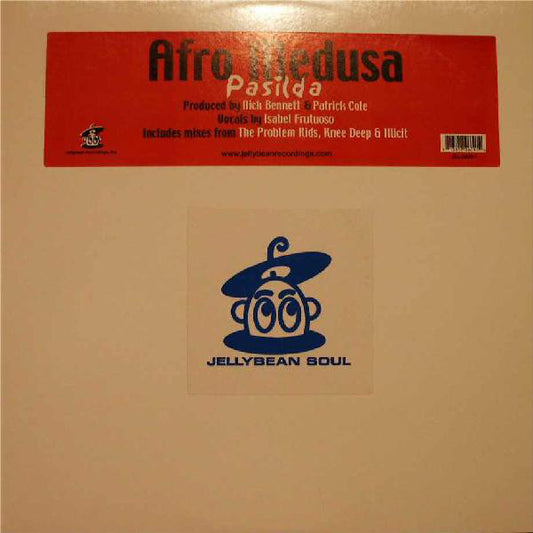 Afro Medusa
Pasilda
Produced by Nick Bennett & Patrick Cole
Vocals by Isabel Frutuoso
Includes mixes from The Problem Kids, Knee Deep & Illicit
www.jellybeanrecordings.com
JELLYBEAN SOUL